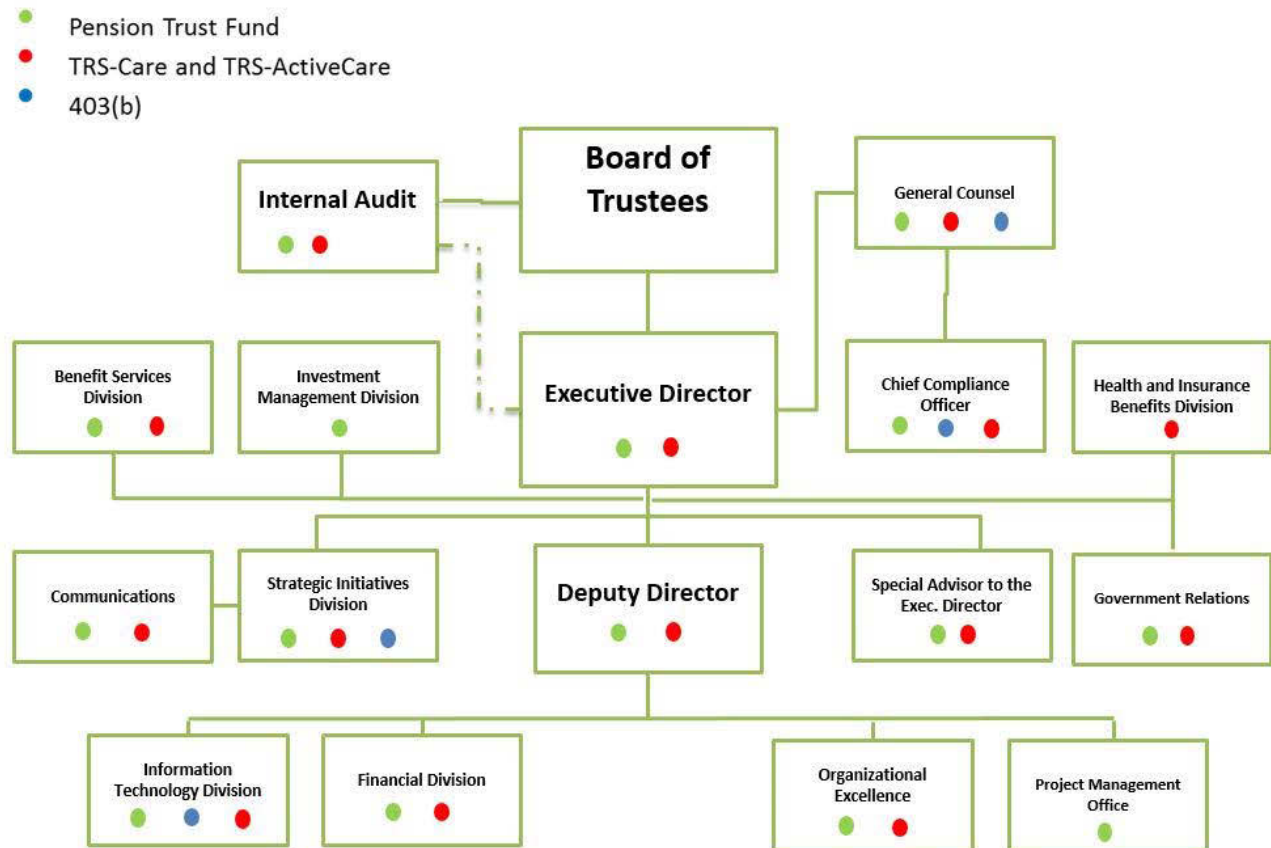 Pension Trust Fund
TRS-Care and TRS-ActiveCare
403(b)
Board of
Trustees
Internal Audit
General Counsel
Benefit Services
Division
Investment
Management Division
Executive Director
Chief Compliance
Officer
Health and Insurance
Benefits Division
Communications
Strategic Initiatives
Division
Deputy Director
Special Advisor to the
Exec. Director
Government Relations
Information
Technology Division
Financial Division
Organizational
Excellence
Project Management
Office